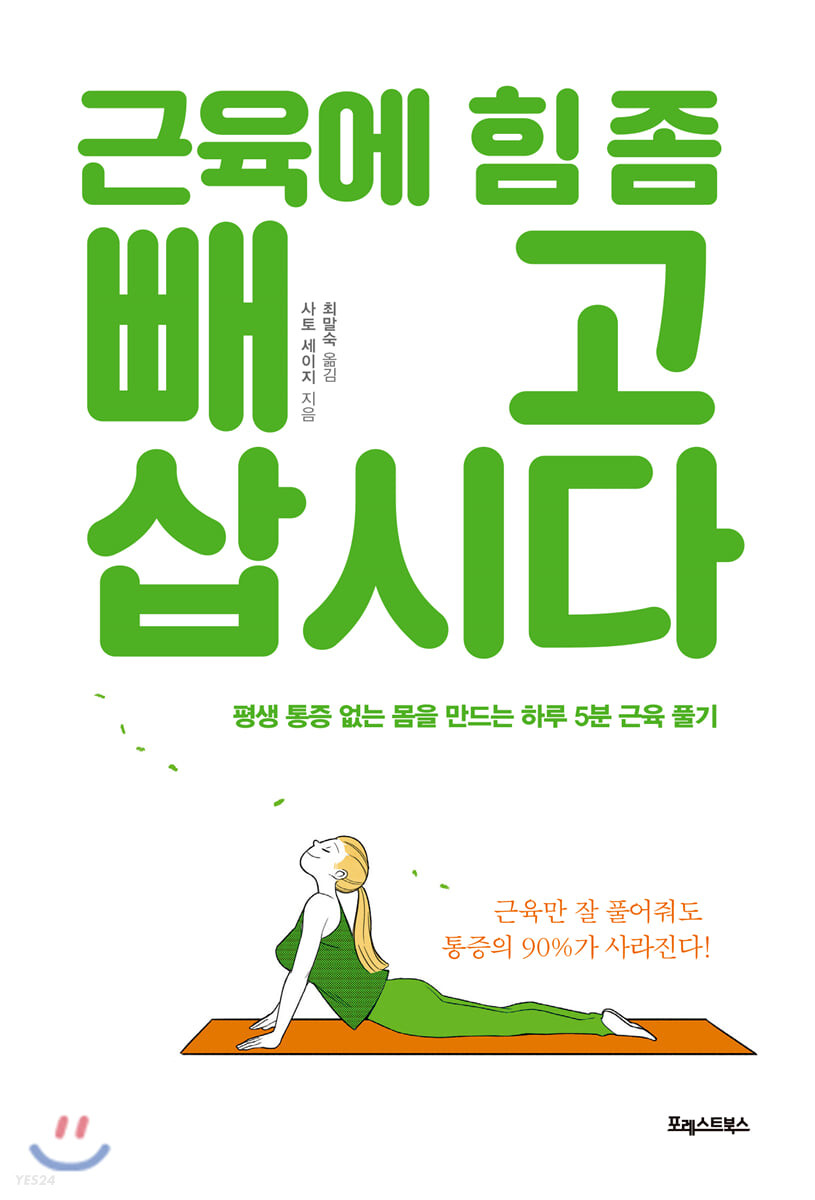 근육에 힘 좀
빼고
삽시다
사토 세이지 지음
최말숙 옮김
평생 통증 없는 몸을 만드는 하루 5분 근육 풀기
근육만 잘 풀어줘도
통증의 90%가 사라진다!
포레스트북스
YES24